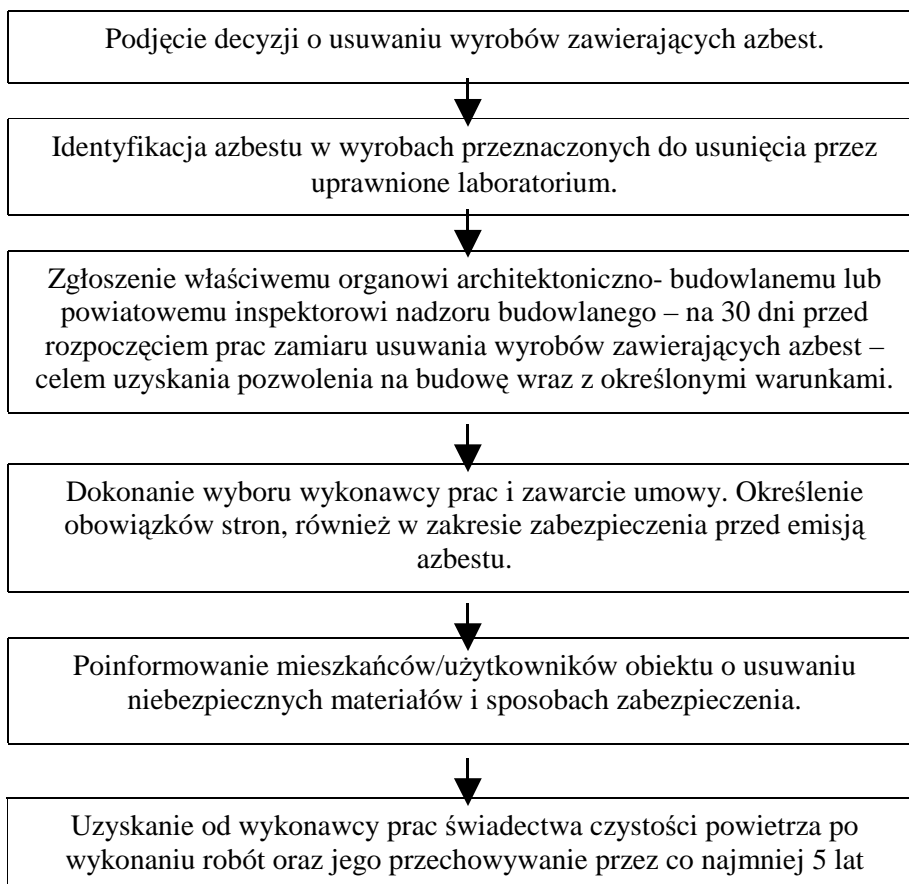 Podjęcie decyzji o usuwaniu wyrobów zawierających azbest.
Identyfikacja azbestu w wyrobach przeznaczonych do usunięcia przez
uprawnione laboratorium.
Zgłoszenie właściwemu organowi architektoniczno- budowlanemu lub
powiatowemu inspektorowi nadzoru budowlanego – na 30 dni przed
rozpoczęciem prac zamiaru usuwania wyrobów zawierających azbest –
celem uzyskania pozwolenia na budowę wraz z określonymi warunkami.
Dokonanie wyboru wykonawcy prac i zawarcie umowy. Określenie
obowiązków stron, również w zakresie zabezpieczenia przed emisją
azbestu.
Poinformowanie mieszkańców/użytkowników obiektu o usuwaniu
niebezpiecznych materiałów i sposobach zabezpieczenia.
Uzyskanie od wykonawcy prac świadectwa czystości powietrza po
wykonaniu robót oraz jego przechowywanie przez co najmniej 5 lat